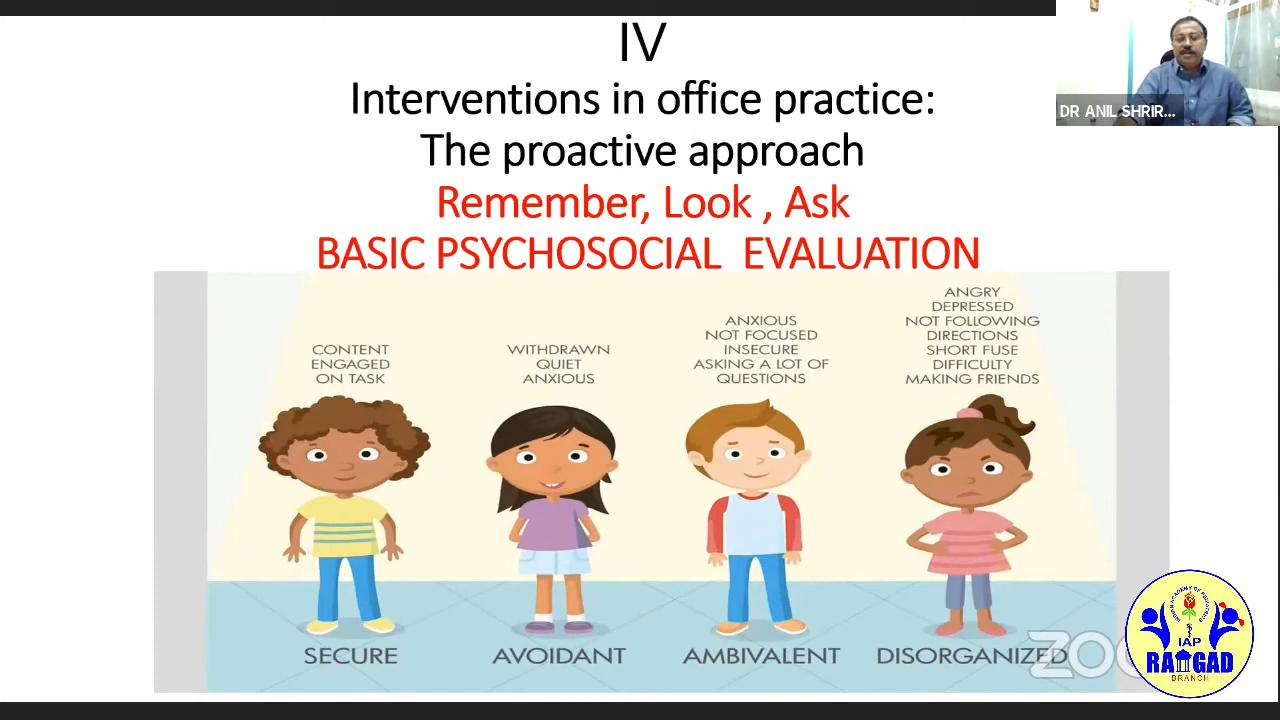 IV
Interventions in office practice:
The proactive approach
Remember, Look , Ask
BASIC PSYCHOSOCIAL EVALUATION
DR ANIL SHRIR...
CONTENT
ENGAGED
ON TASK
WITHDRAWN
QUIET
ANXIOUS
ANXIOUS
NOT FOCUSED
INSECURE
ASKING A LOT OF
QUESTIONS
ANGRY
DEPRESSED
NOT FOLLOWING
DIRECTIONS
SHORT FUSE
DIFFICULTY
MAKING FRIENDS
SECURE
AVOIDANT
AMBIVALENT
DISORGANIZED
IAP
RAIGAD
BRANCH